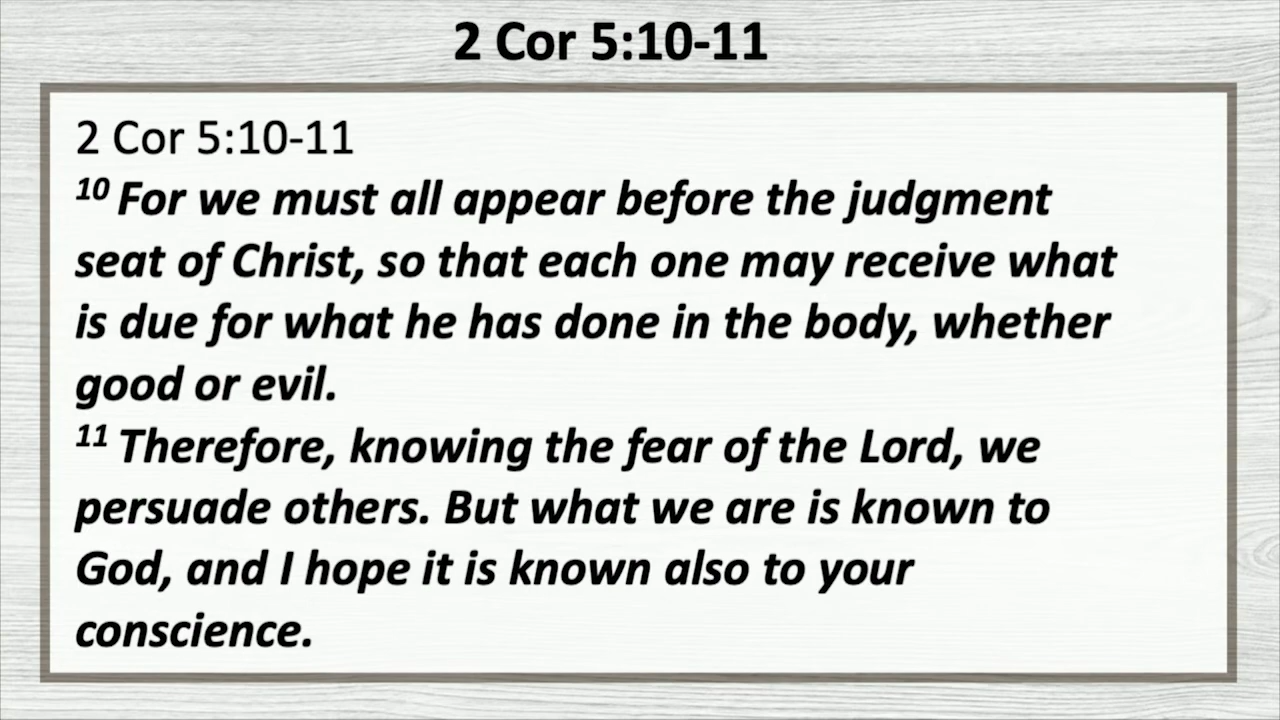 2 Cor 5:10-11
2 Cor 5:10-11
10 For we must all appear before the judgment
seat of Christ, so that each one may receive what
is due for what he has done in the body, whether
good or evil.
11 Therefore, knowing the fear of the Lord, we
persuade others. But what we are is known to
God, and I hope it is known also to your
conscience.